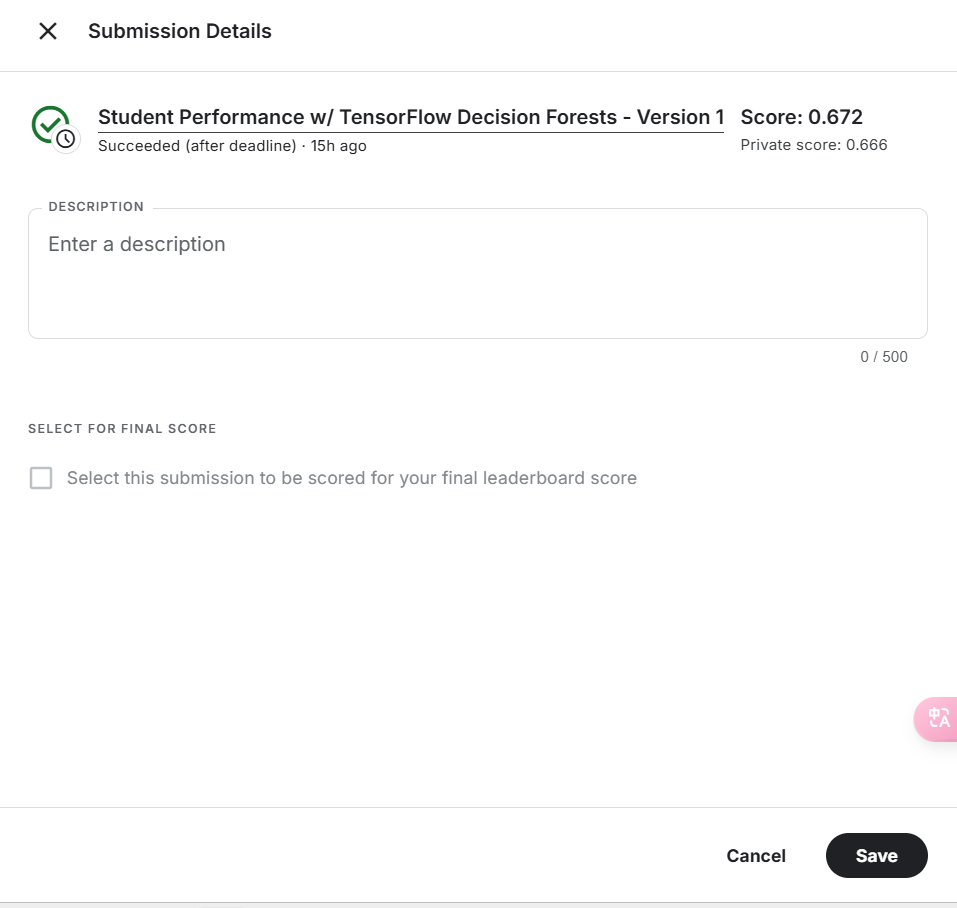 Submission Details
Student Performance w/ TensorFlow Decision Forests - Version 1
Score: 0.672
Succeeded (after deadline) · 15h ago
Private score: 0.666
DESCRIPTION
Enter a description
0 / 500
SELECT FOR FINAL SCORE
Select this submission to be scored for your final leaderboard score
中A
Cancel
Save